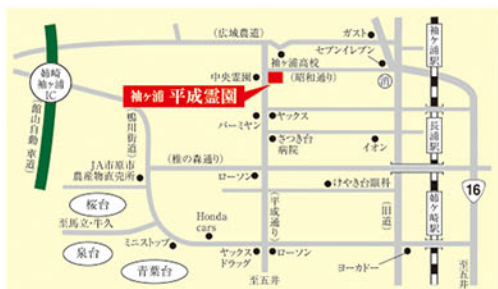 (広域農道)
ガスト
セブンイレブン
袖ヶ浦高校
姉崎
袖ヶ浦
IC
中央霊園
(昭和通り)
消
袖ヶ浦駅
袖ヶ浦 平成霊園
館山自動車道
(鴨川街道)
ヤックス
バーミヤン
さつき台
病院
イオン
長浦駅
(椎の森通り)
JA市原市
農産物直売所
ローソン
けやき台眼科
16
桜台
至馬立・牛久
Honda
cars
(平成通り)
(旧道)
姉ヶ崎駅
泉台
ミニストップ
青葉台
ヤックス
ドラッグ
ローソン
ヨーカドー
至五井
至五井